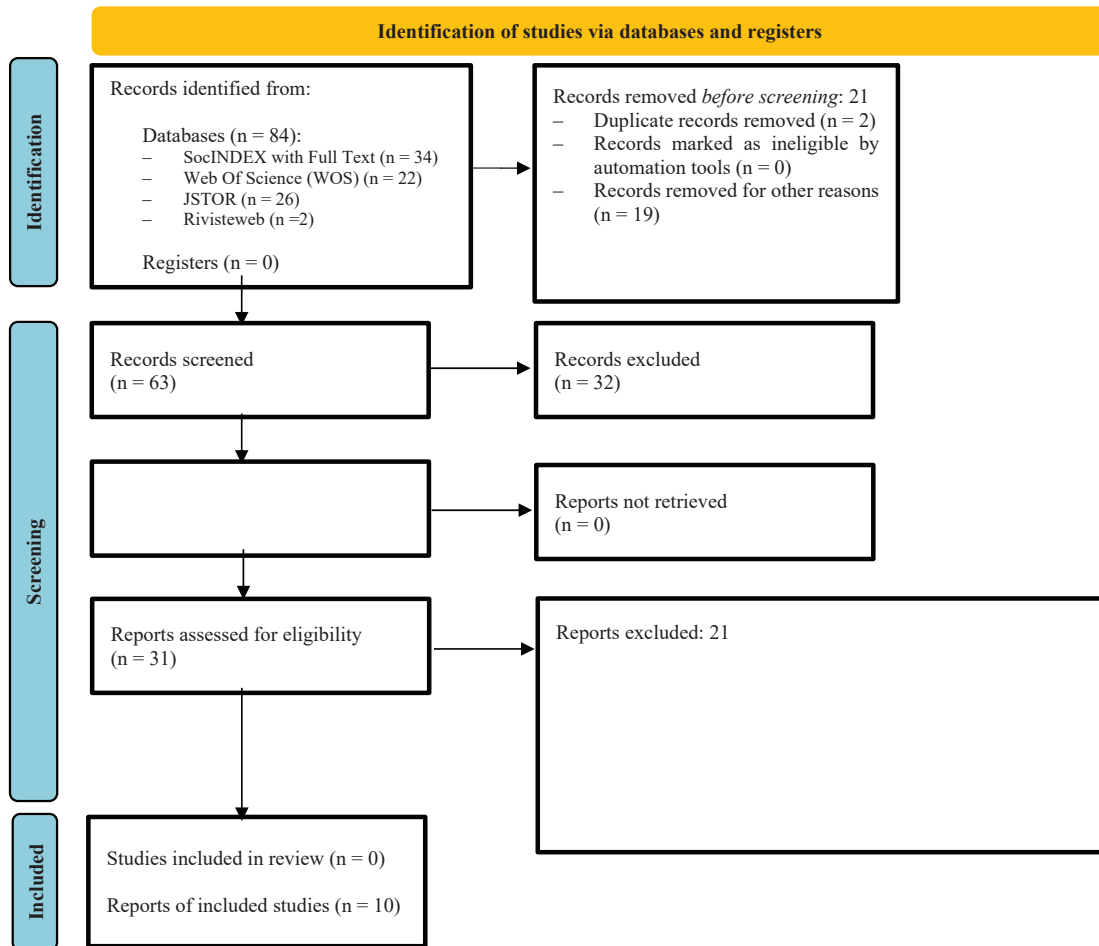 Identification of studies via databases and registers
Identification
Records identified from:
Databases (n = 84):
– SocINDEX with Full Text (n = 34)
– Web Of Science (WOS) (n = 22)
– JSTOR (n = 26)
– Rivisteweb (n =2)
Registers (n = 0)
Records removed before screening: 21
– Duplicate records removed (n = 2)
– Records marked as ineligible by
automation tools (n = 0)
– Records removed for other reasons
(n = 19)
Screening
Records screened
(n = 63)
Records excluded
(n = 32)
Reports not retrieved
(n = 0)
Reports assessed for eligibility
(n = 31)
Reports excluded: 21
Included
Studies included in review (n = 0)
Reports of included studies (n = 10)